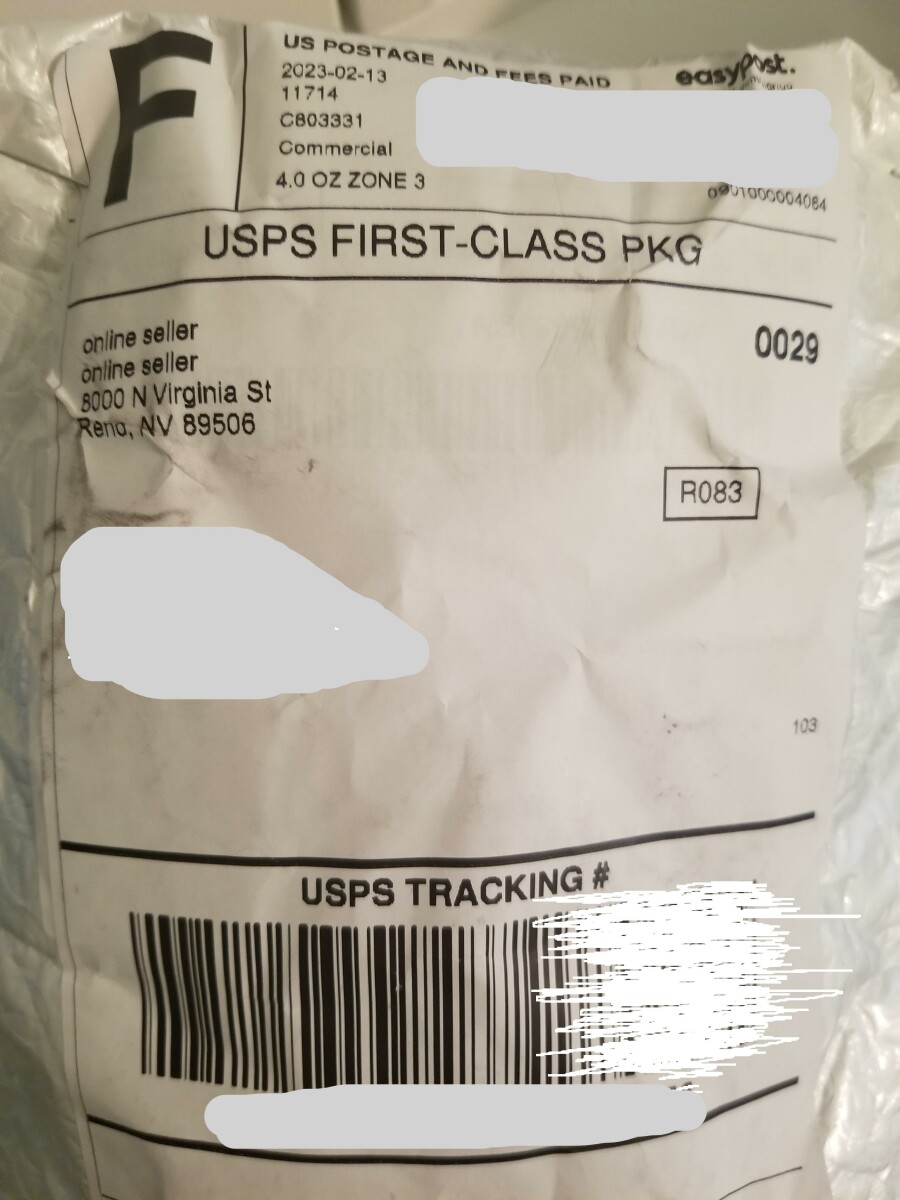 F
US POSTAGE AND FEES PAID
2023-02-13
11714
C803331
Commercial
4.0 OZ ZONE 3
easypost.
0901000004084
USPS FIRST-CLASS PKG
online seller
online seller
8000 N Virginia St
Reno, NV 89506
0029
R083
103
USPS TRACKING #